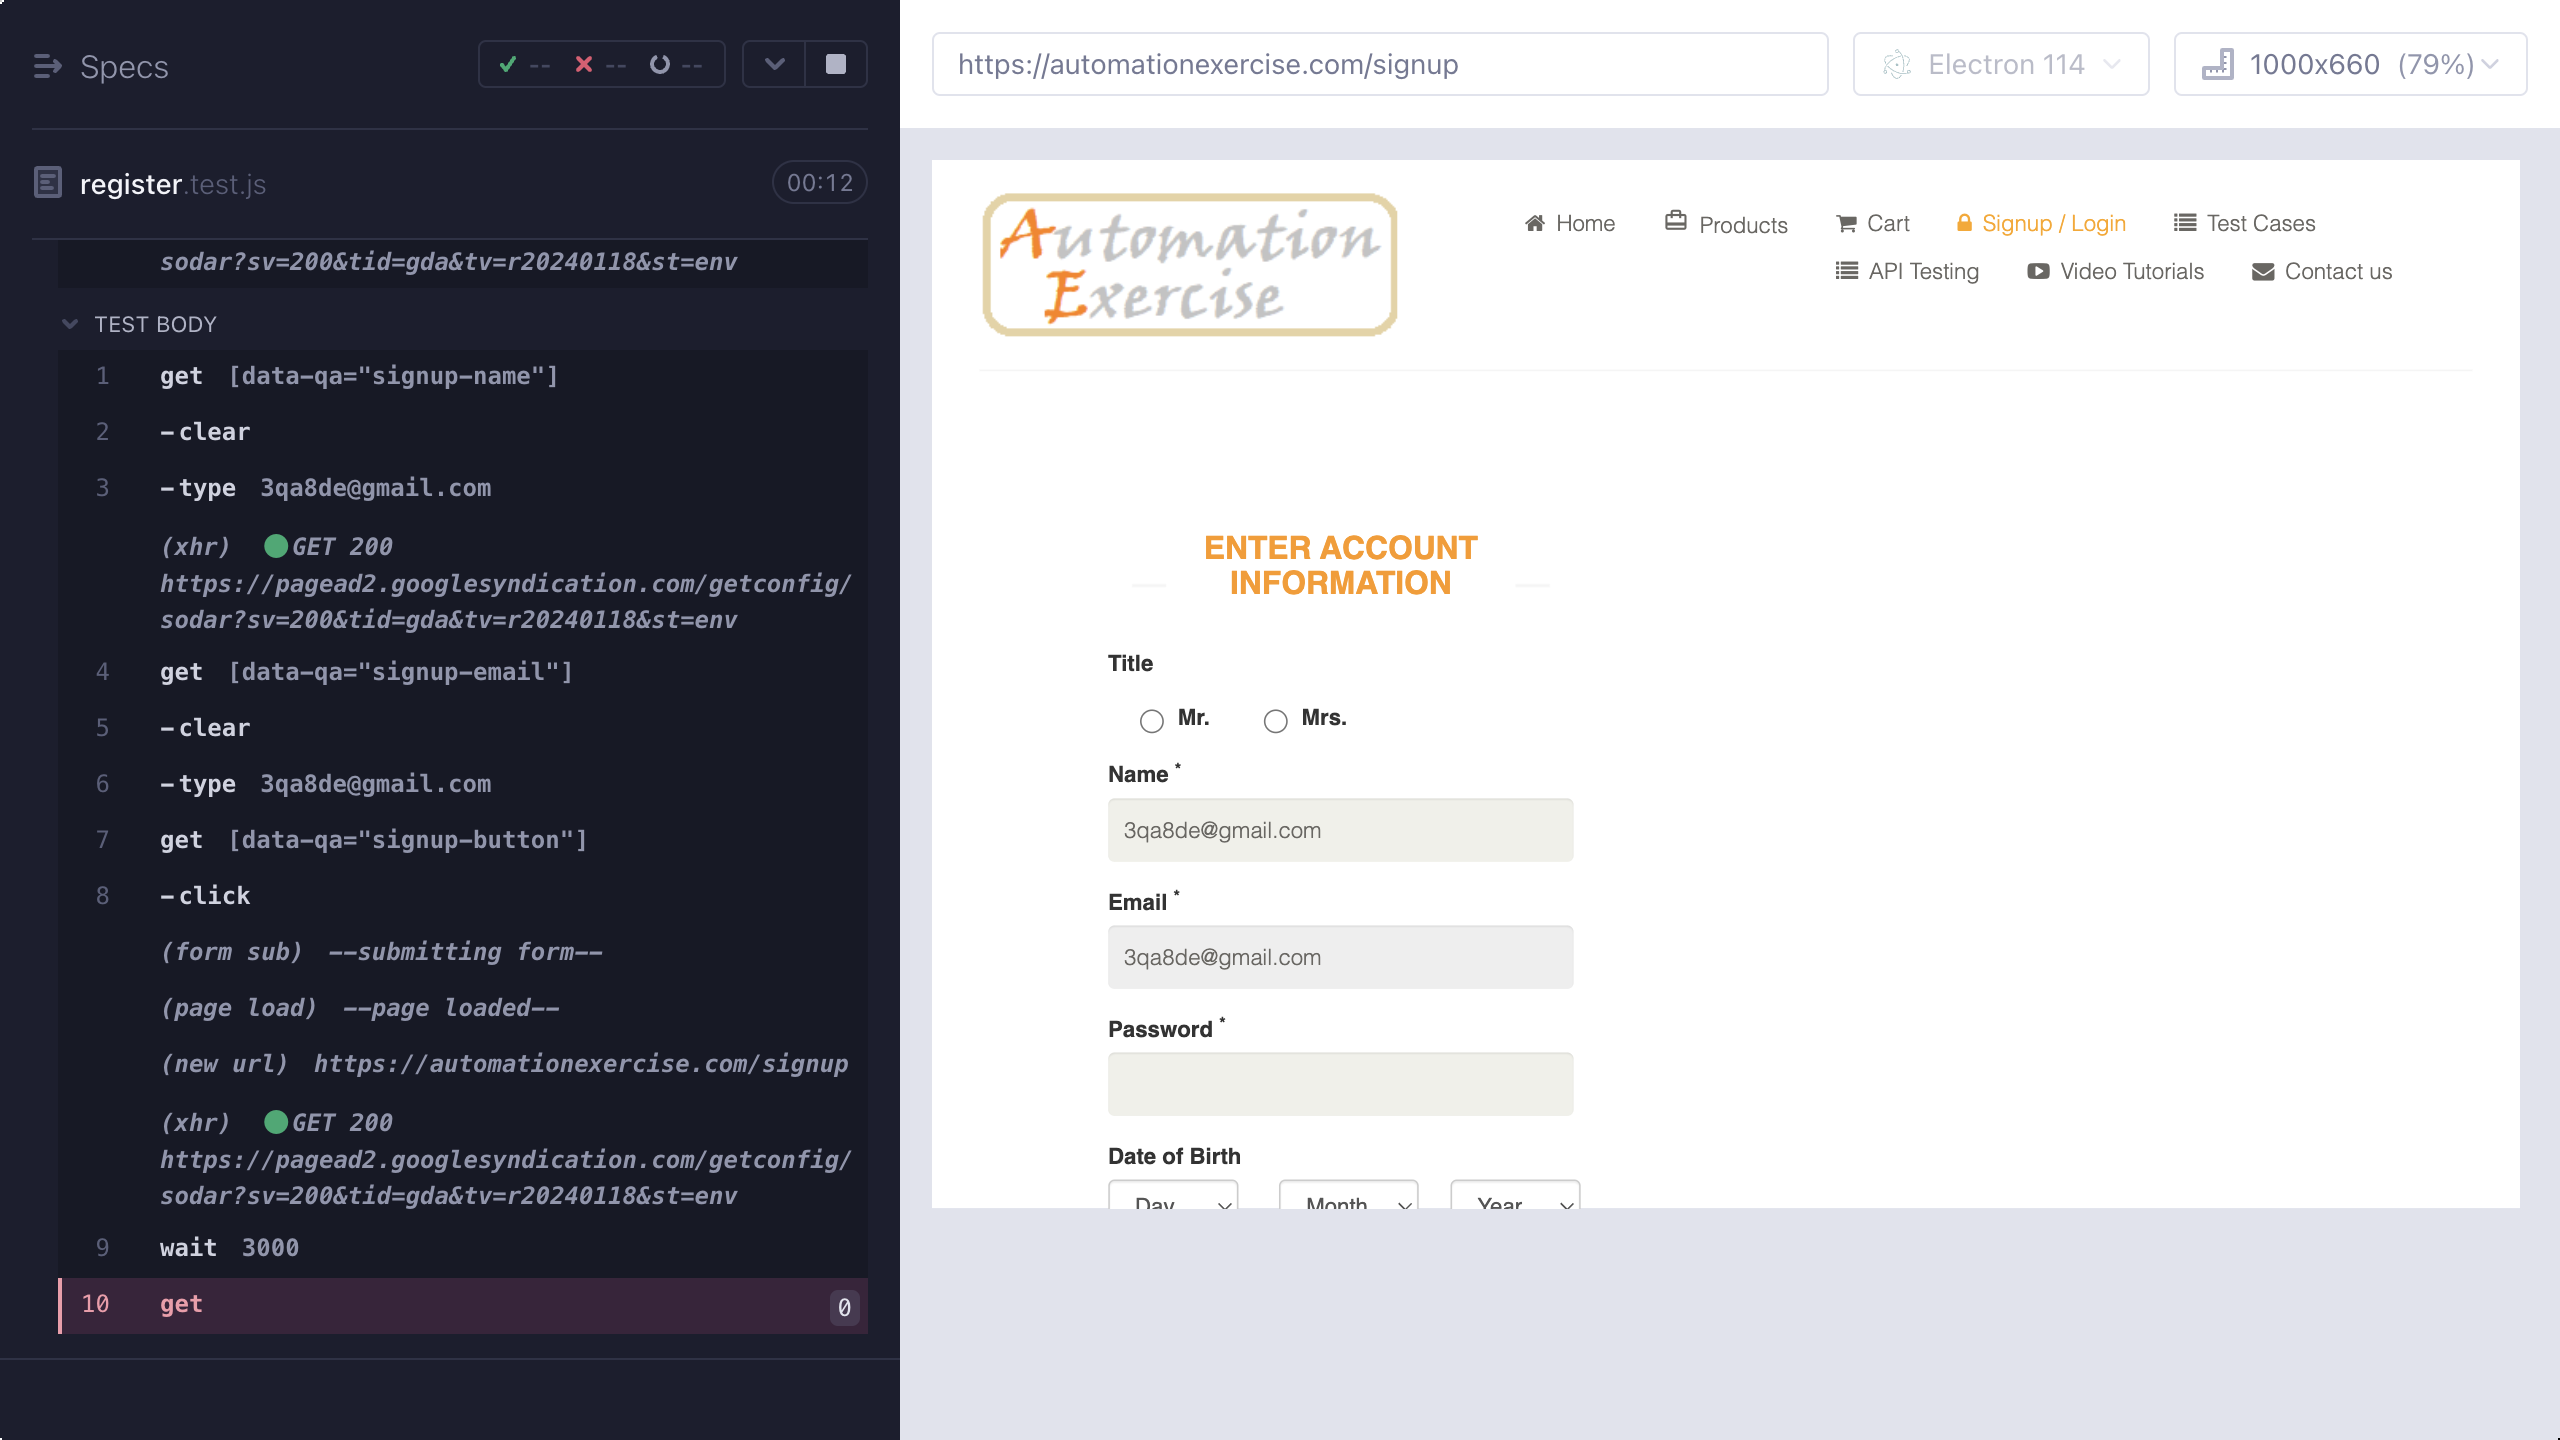 Specs
-- -- --
register.test.js 00:12
sodar?sv=200&tid=gda&tv=r20240118&st=env
TEST BODY
1 get [data-qa="signup-name"]
2 -clear
3 -type 3qa8de@gmail.com
(xhr) GET 200
https://pagead2.googlesyndication.com/getconfig/
sodar?sv=200&tid=gda&tv=r20240118&st=env
4 get [data-qa="signup-email"]
5 -clear
6 -type 3qa8de@gmail.com
7 get [data-qa="signup-button"]
8 -click
(form sub) --submitting form--
(page load) --page loaded--
(new url) https://automationexercise.com/signup
(xhr) GET 200
https://pagead2.googlesyndication.com/getconfig/
sodar?sv=200&tid=gda&tv=r20240118&st=env
9 wait 3000
10 get 0
https://automationexercise.com/signup
Electron 114
1000x660 (79%)
Automation
Exercise
Home Products Cart Signup / Login Test Cases
API Testing Video Tutorials Contact us
ENTER ACCOUNT
INFORMATION
Title
Mr. Mrs.
Name *
3qa8de@gmail.com
Email *
3qa8de@gmail.com
Password *
Date of Birth
Day Month Year